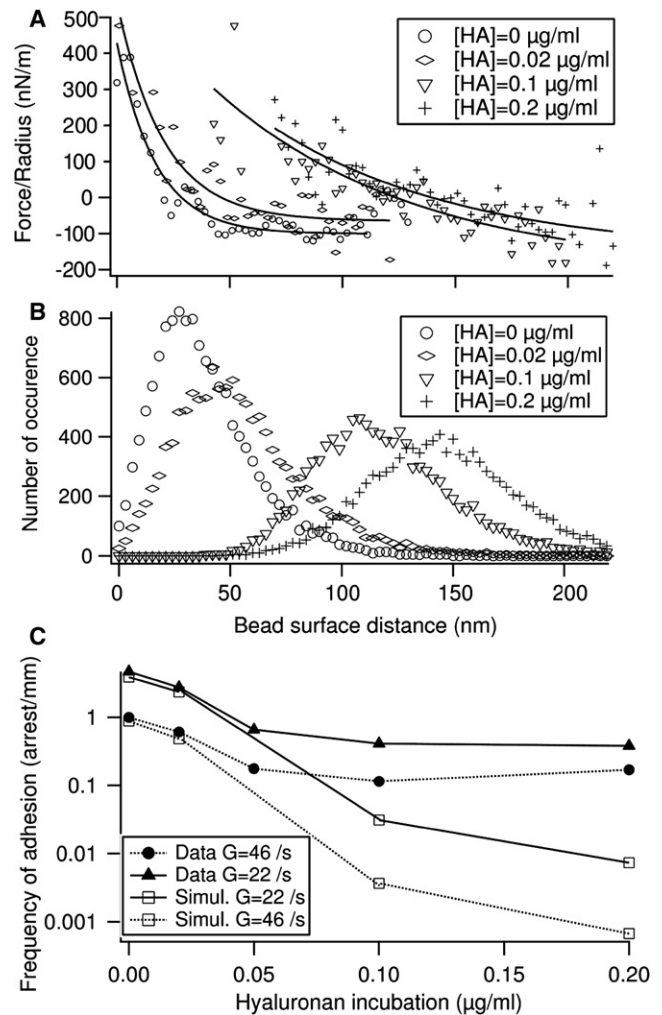 A
Force/Radius (nN/m)
500
400
300
200
100
0
-100
-200
[HA]=0 µg/ml
[HA]=0.02 µg/ml
[HA]=0.1 µg/ml
[HA]=0.2 µg/ml
B
Number of occurence
800
600
400
200
0
[HA]=0 µg/ml
[HA]=0.02 µg/ml
[HA]=0.1 µg/ml
[HA]=0.2 µg/ml
0
50
100
150
200
Bead surface distance (nm)
C
Frequency of adhesion (arrest/mm)
1
0.1
0.01
0.001
Data G=46 /s
Data G=22 /s
Simul. G=22 /s
Simul. G=46 /s
0.00
0.05
0.10
0.15
0.20
Hyaluronan incubation (µg/ml)